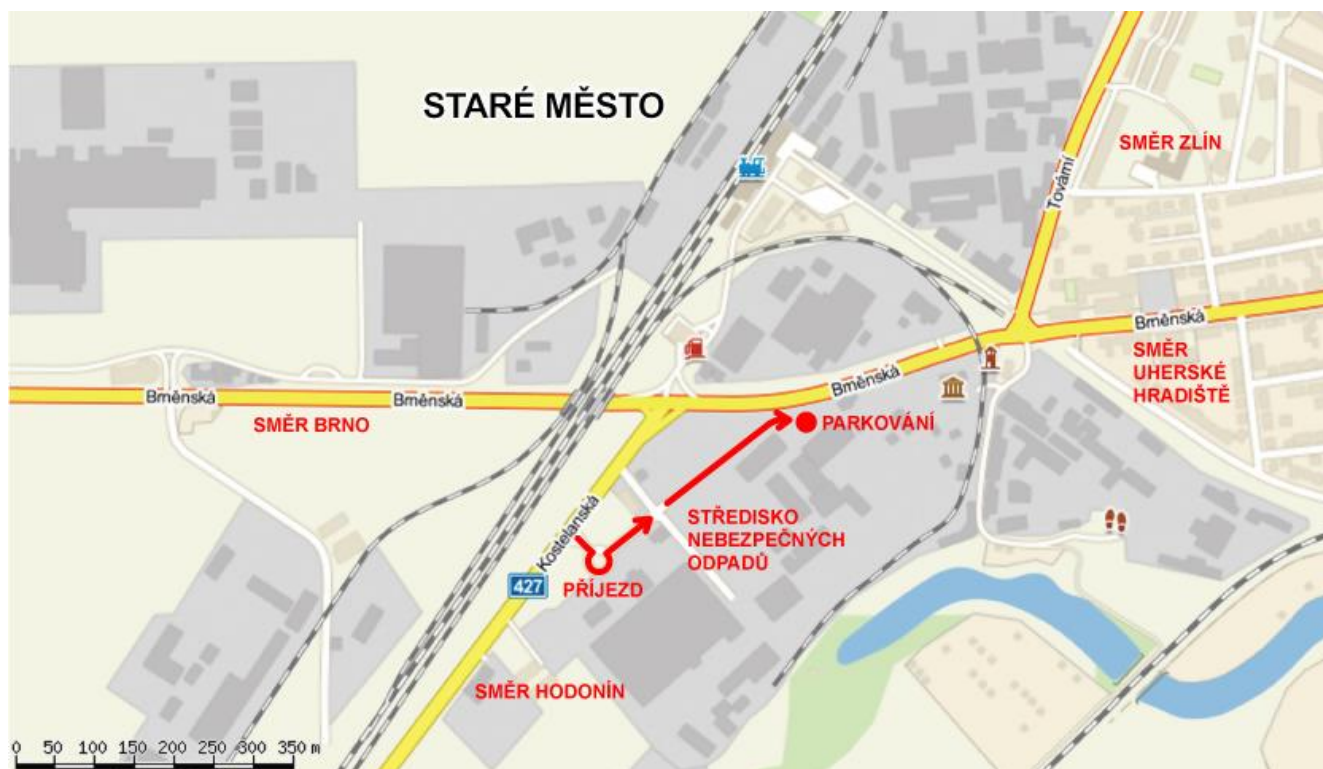 STARÉ MĚSTO
SMĚR ZLÍN
Tovární
Brněnská
SMĚR
UHERSKÉ
HRADIŠTĚ
Brněnská
Brněnská
Brněnská
SMĚR BRNO
PARKOVÁNÍ
Kostelanská
STŘEDISKO
NEBEZPEČNÝCH
ODPADŮ
427
PŘÍJEZD
SMĚR HODONÍN
0 50 100 150 200 250 300 350 m